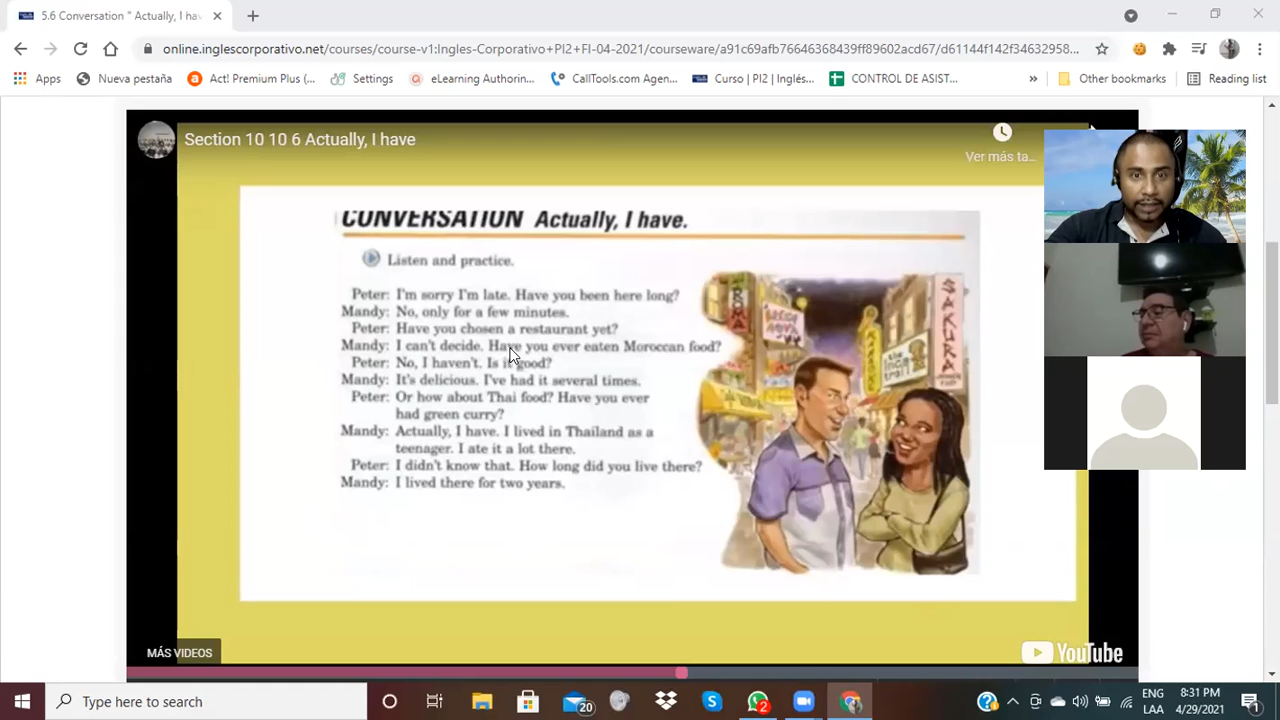 5.6 Conversation " Actually, I hav
online.inglescorporativo.net/courses/course-v1:Ingles-Corporativo+PI2+FI-04-2021/courseware/a91c69afb76646368439ff89602acd67/d61144f142f34632958...
Apps
Nueva pestaña
Act! Premium Plus (...
Settings
eLearning Authorin...
CallTools.com Agen...
Curso | PI2 | Inglés...
CONTROL DE ASIST...
»
Other bookmarks
Reading list
Section 10 10 6 Actually, I have
Ver más ta...
CONVERSATION Actually, I have.
Listen and practice.
Peter: I'm sorry I'm late. Have you been here long?
Mandy: No, only for a few minutes.
Peter: Have you chosen a restaurant yet?
Mandy: I can't decide. Have you ever eaten Moroccan food?
Peter: No, I haven't. Is it good?
Mandy: It's delicious. I've had it several times.
Peter: Or how about Thai food? Have you ever
had green curry?
Mandy: Actually, I have. I lived in Thailand as a
teenager. I ate it a lot there.
Peter: I didn't know that. How long did you live there?
Mandy: I lived there for two years.
SAKURA
MÁS VIDEOS
YouTube
Type here to search
20
2
ENG
LAA
8:31 PM
4/29/2021
1